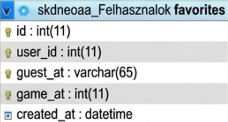 skdneoaa_Felhasznalok favorites
id : int(11)
user_id : int(11)
guest_at : varchar(65)
game_at : int(11)
created_at : datetime